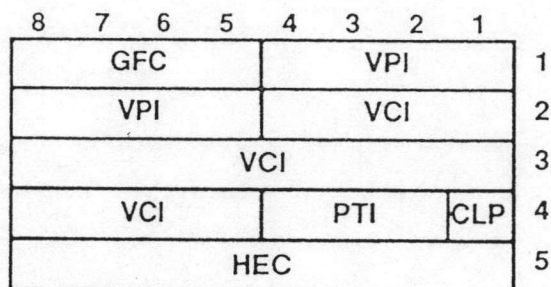 8 7 6 5 4 3 2 1
GFC VPI 1
VPI VCI 2
VCI 3
VCI PTI CLP 4
HEC 5